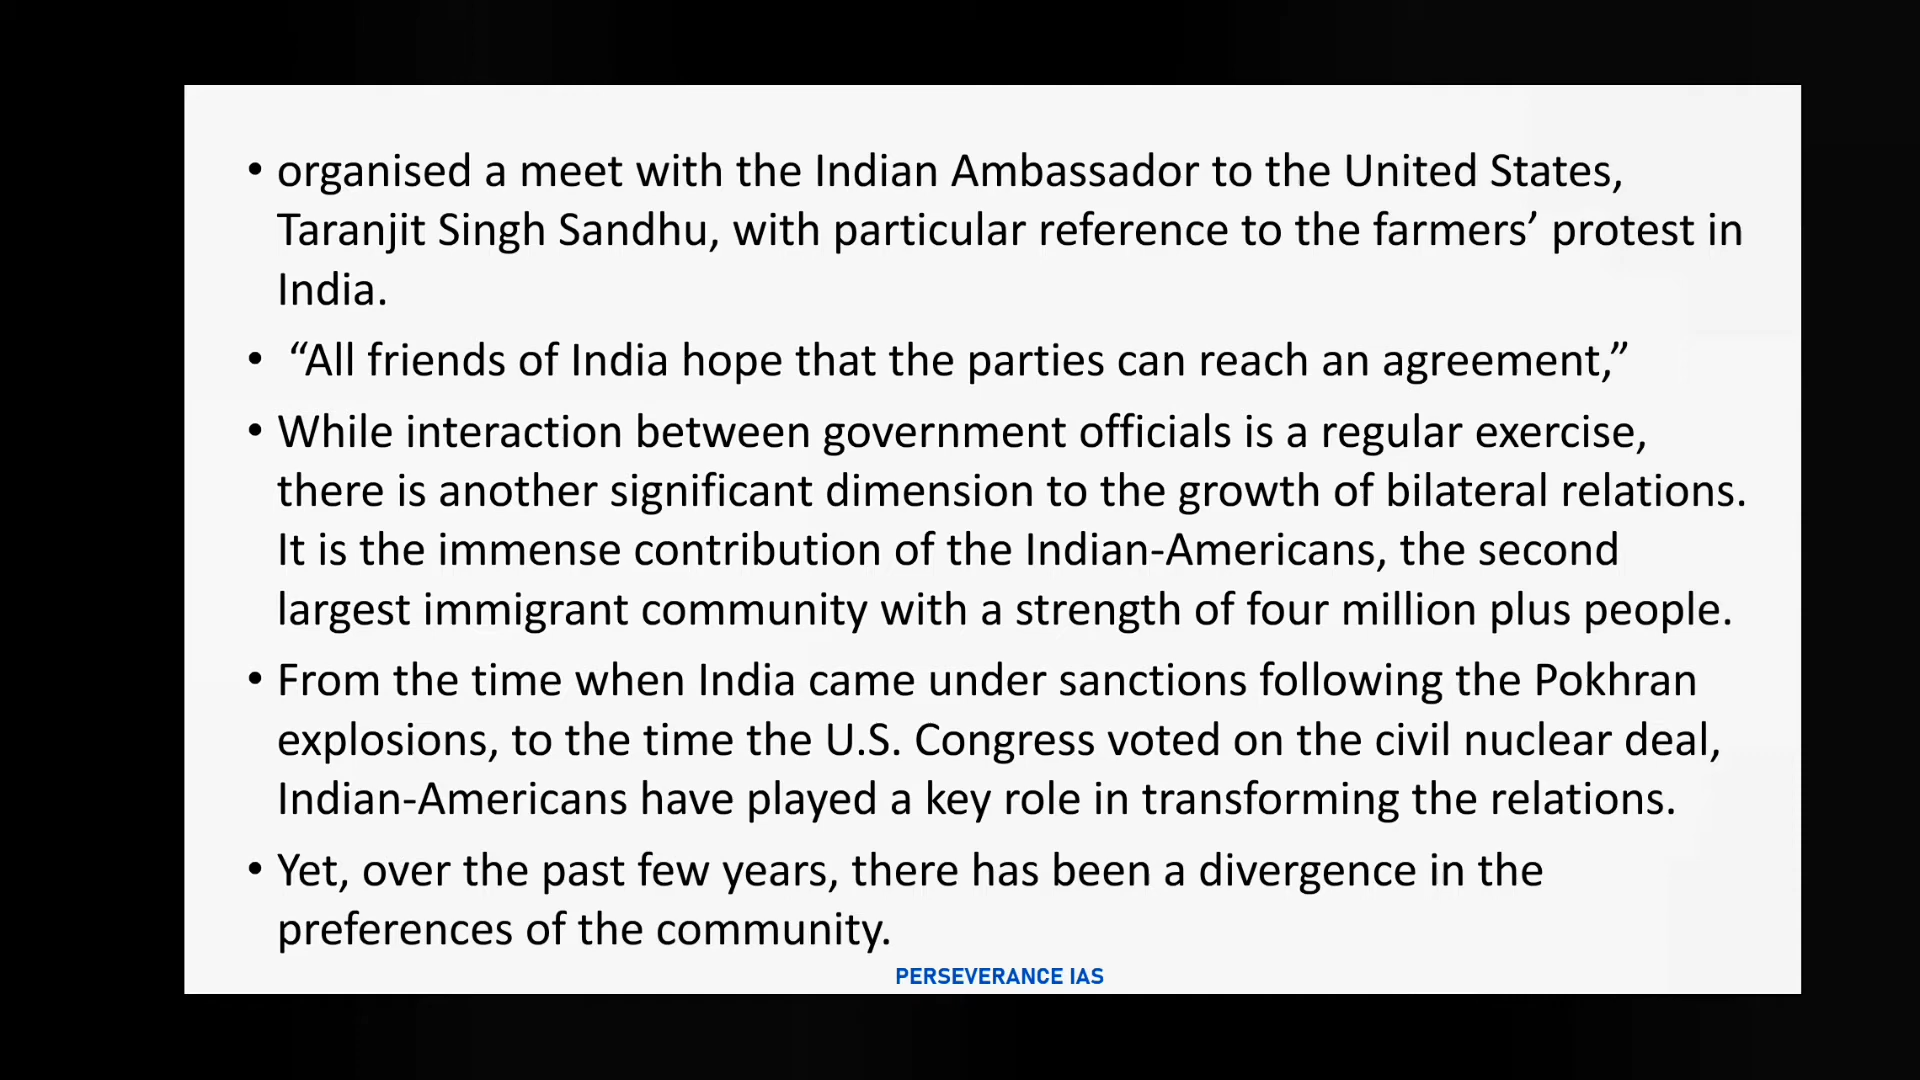 • organised a meet with the Indian Ambassador to the United States,
Taranjit Singh Sandhu, with particular reference to the farmers’ protest in
India.
• “All friends of India hope that the parties can reach an agreement,”
• While interaction between government officials is a regular exercise,
there is another significant dimension to the growth of bilateral relations.
It is the immense contribution of the Indian-Americans, the second
largest immigrant community with a strength of four million plus people.
• From the time when India came under sanctions following the Pokhran
explosions, to the time the U.S. Congress voted on the civil nuclear deal,
Indian-Americans have played a key role in transforming the relations.
• Yet, over the past few years, there has been a divergence in the
preferences of the community.
PERSEVERANCE IAS